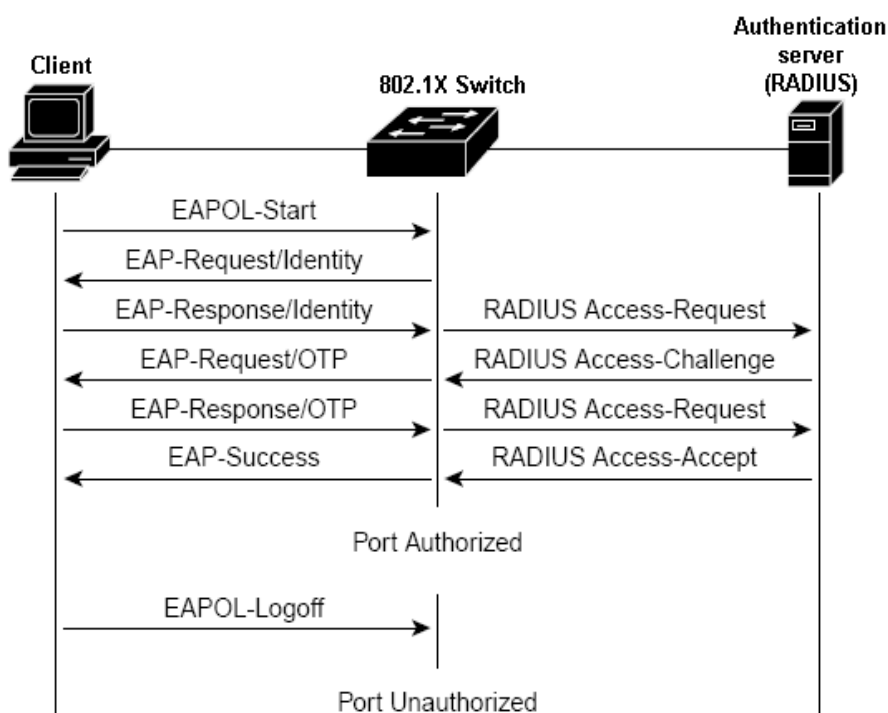 Client
802.1X Switch
Authentication
server
(RADIUS)
EAPOL-Start
EAP-Request/Identity
EAP-Response/Identity
RADIUS Access-Request
EAP-Request/OTP
RADIUS Access-Challenge
EAP-Response/OTP
RADIUS Access-Request
EAP-Success
RADIUS Access-Accept
Port Authorized
EAPOL-Logoff
Port Unauthorized